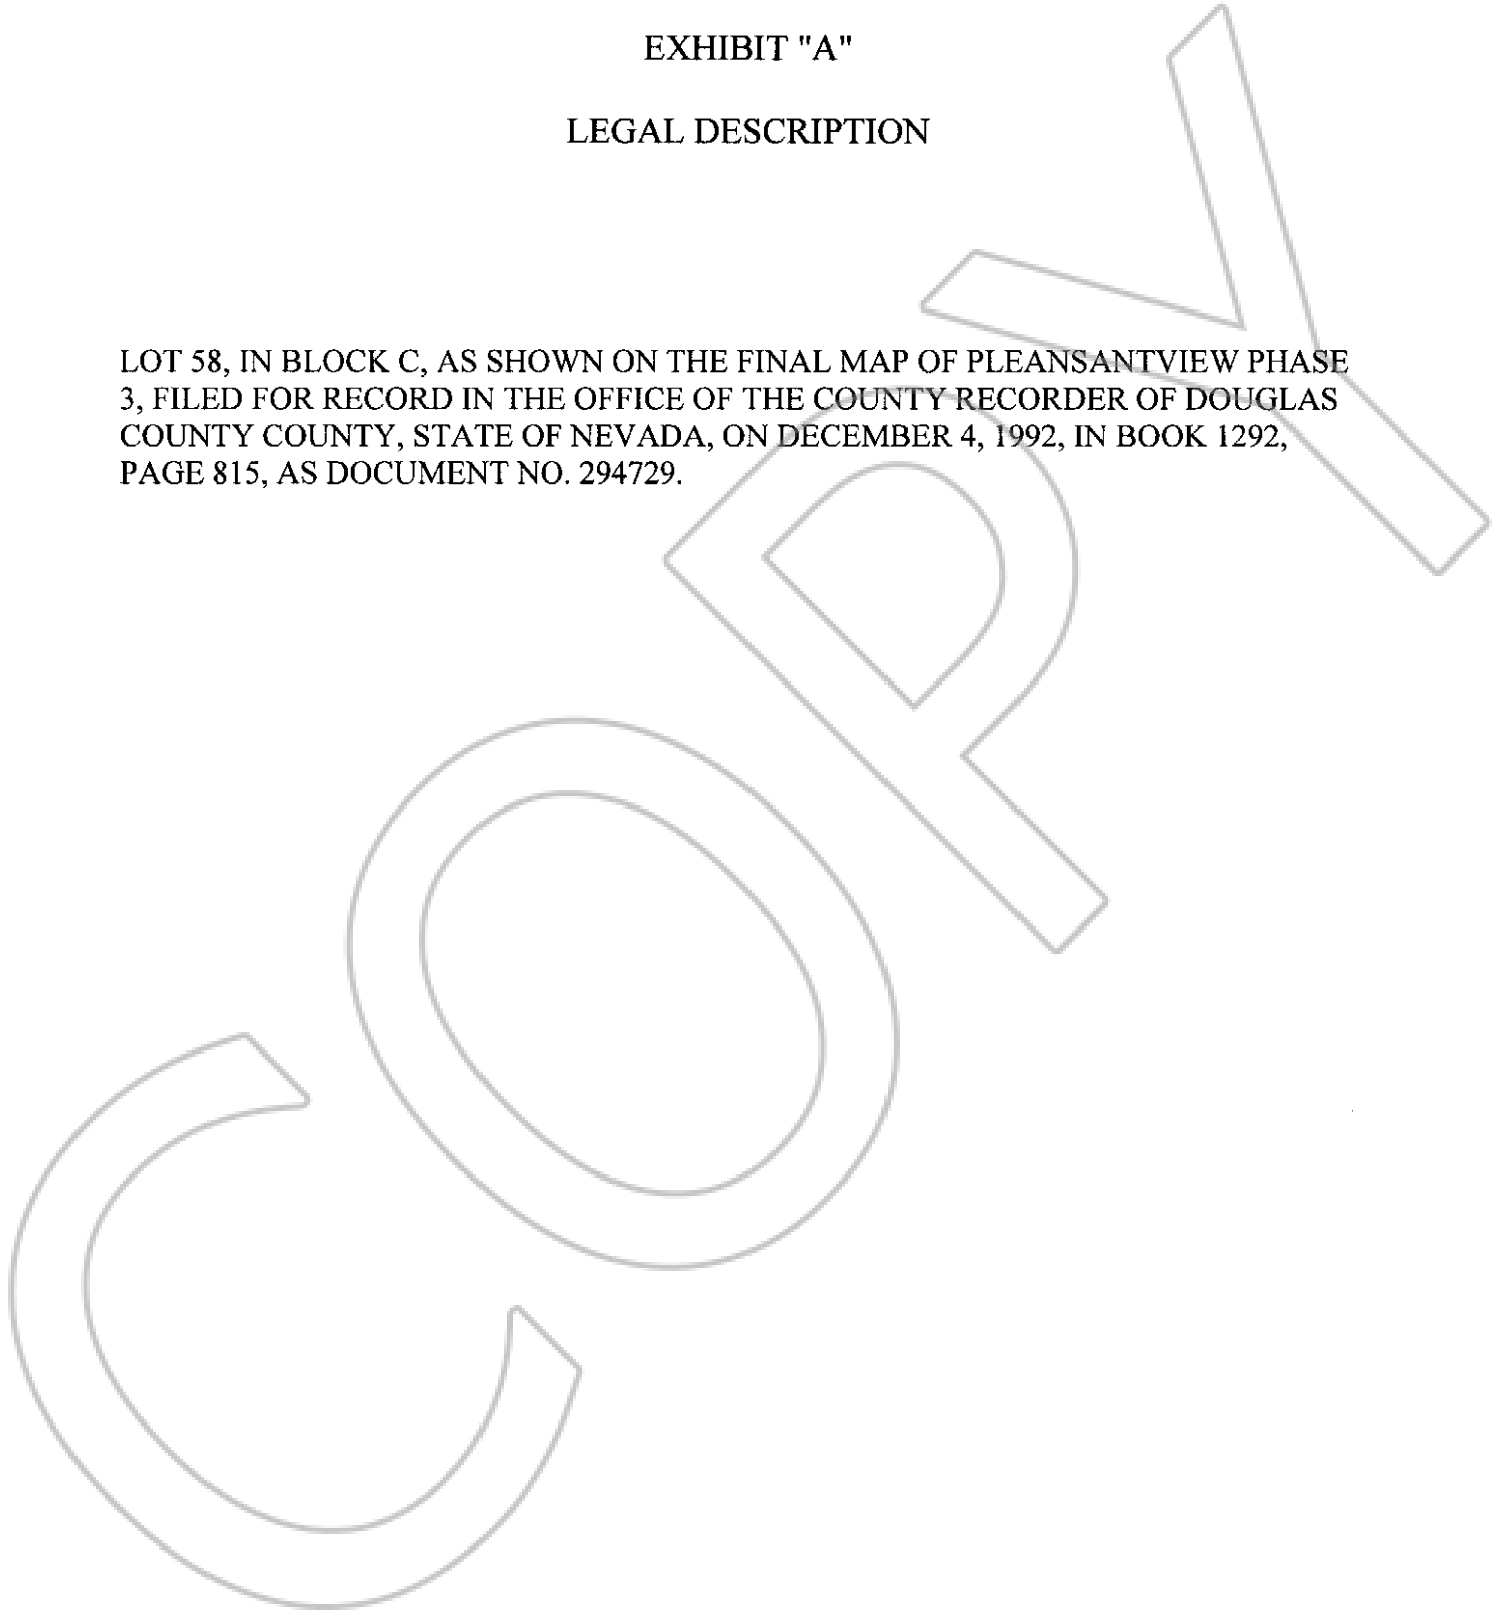 EXHIBIT "A"
LEGAL DESCRIPTION
LOT 58, IN BLOCK C, AS SHOWN ON THE FINAL MAP OF PLEANSANTVIEW PHASE
3, FILED FOR RECORD IN THE OFFICE OF THE COUNTY RECORDER OF DOUGLAS
COUNTY COUNTY, STATE OF NEVADA, ON DECEMBER 4, 1992, IN BOOK 1292,
PAGE 815, AS DOCUMENT NO. 294729.
COPY